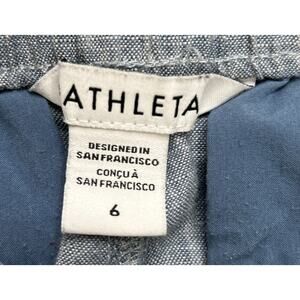 ATHLETA
DESIGNED IN
SAN FRANCISCO
CONÇU À
SAN FRANCISCO
6